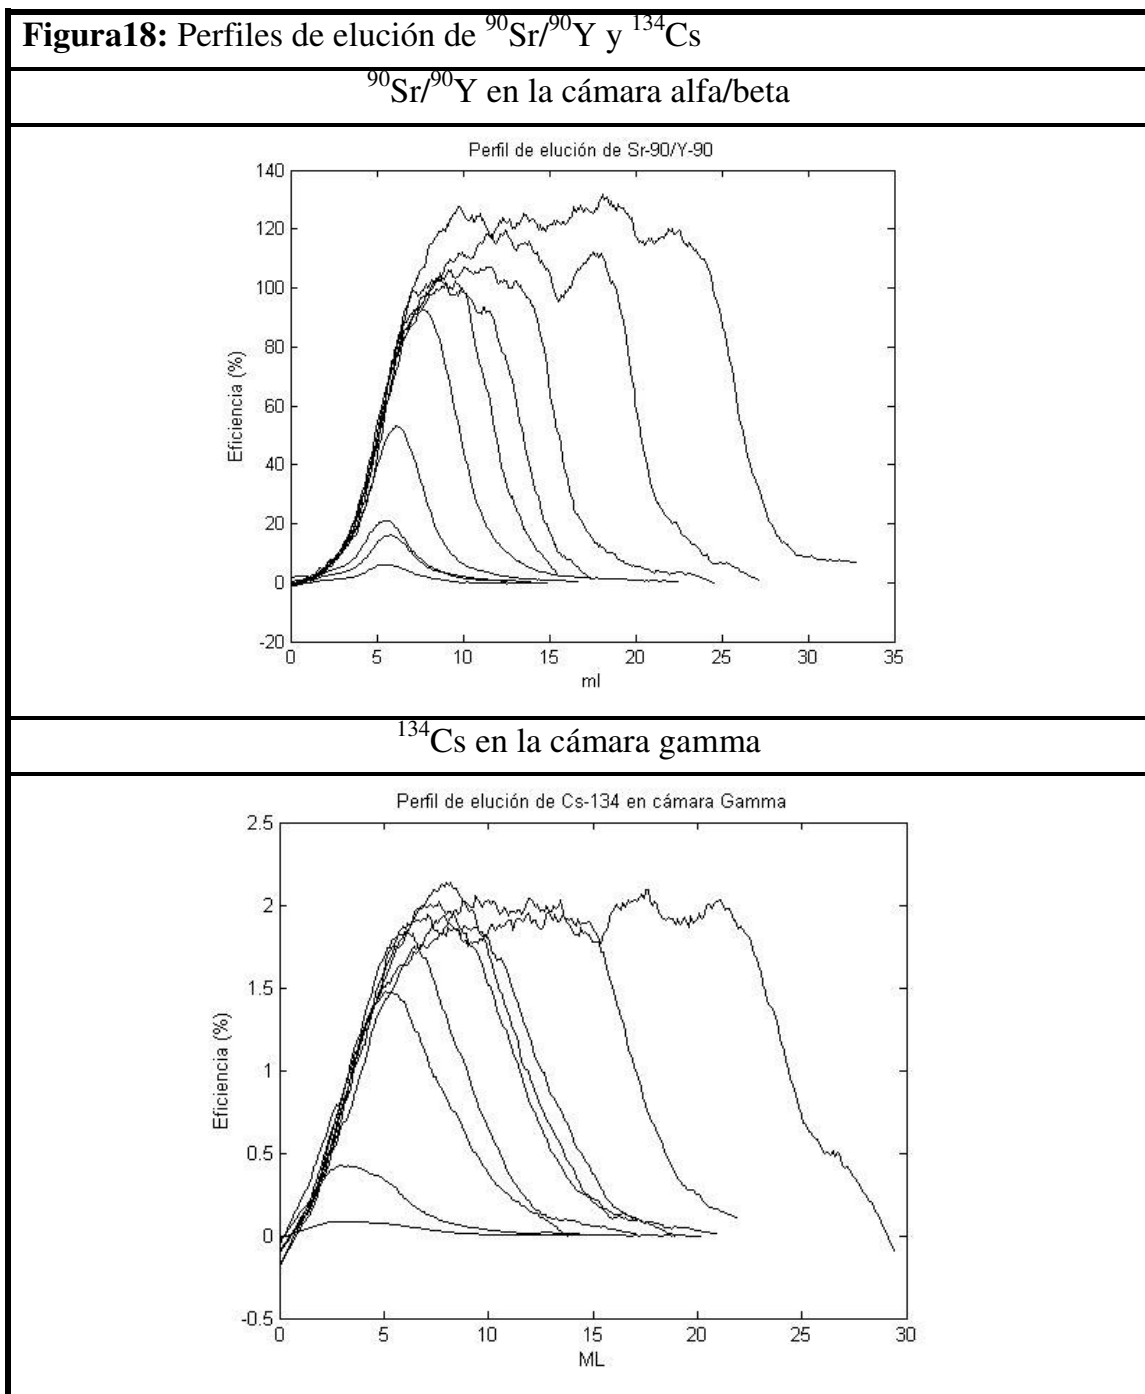 Figura18: Perfiles de elución de ⁹⁰Sr/⁹⁰Y y ¹³⁴Cs
⁹⁰Sr/⁹⁰Y en la cámara alfa/beta
Perfil de elución de Sr-90/Y-90
140
120
100
80
60
40
20
0
-20
Eficiencia (%)
0 5 10 15 20 25 30 35
ml
¹³⁴Cs en la cámara gamma
Perfil de elución de Cs-134 en cámara Gamma
2.5
2
1.5
1
0.5
0
-0.5
Eficiencia (%)
0 5 10 15 20 25 30
ML